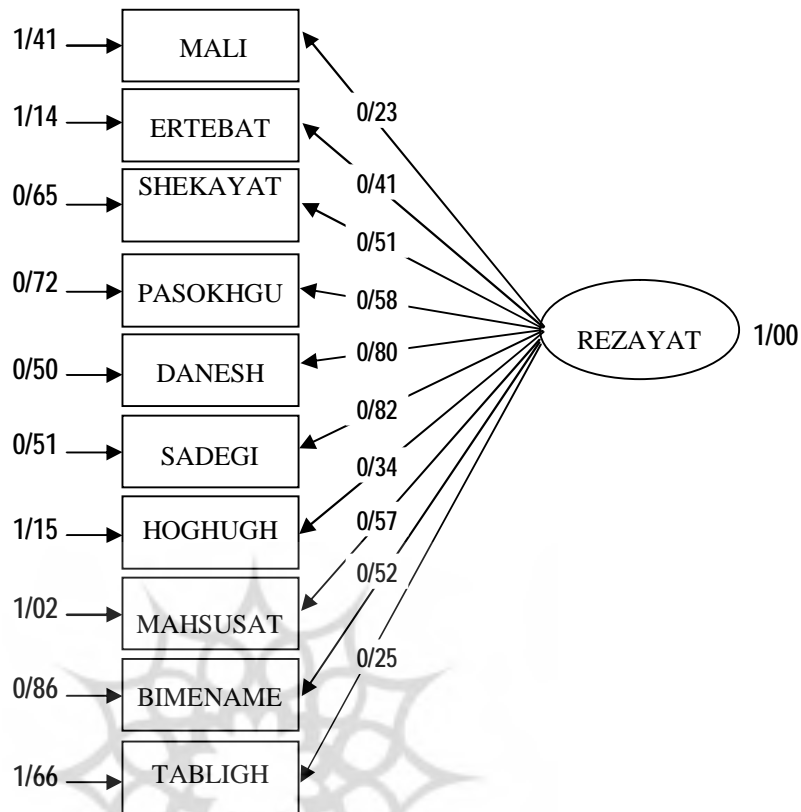 1/41 MALI
0/23
1/14 ERTEBAT
0/41
0/65 SHEKAYAT
0/51
0/72 PASOKHGU
0/58
REZAYAT 1/00
0/50 DANESH
0/80
0/51 SADEGI
0/82
0/34
1/15 HOGHUGH
0/57
1/02 MAHSUSAT
0/52
0/86 BIMENAME
0/25
1/66 TABLIGH